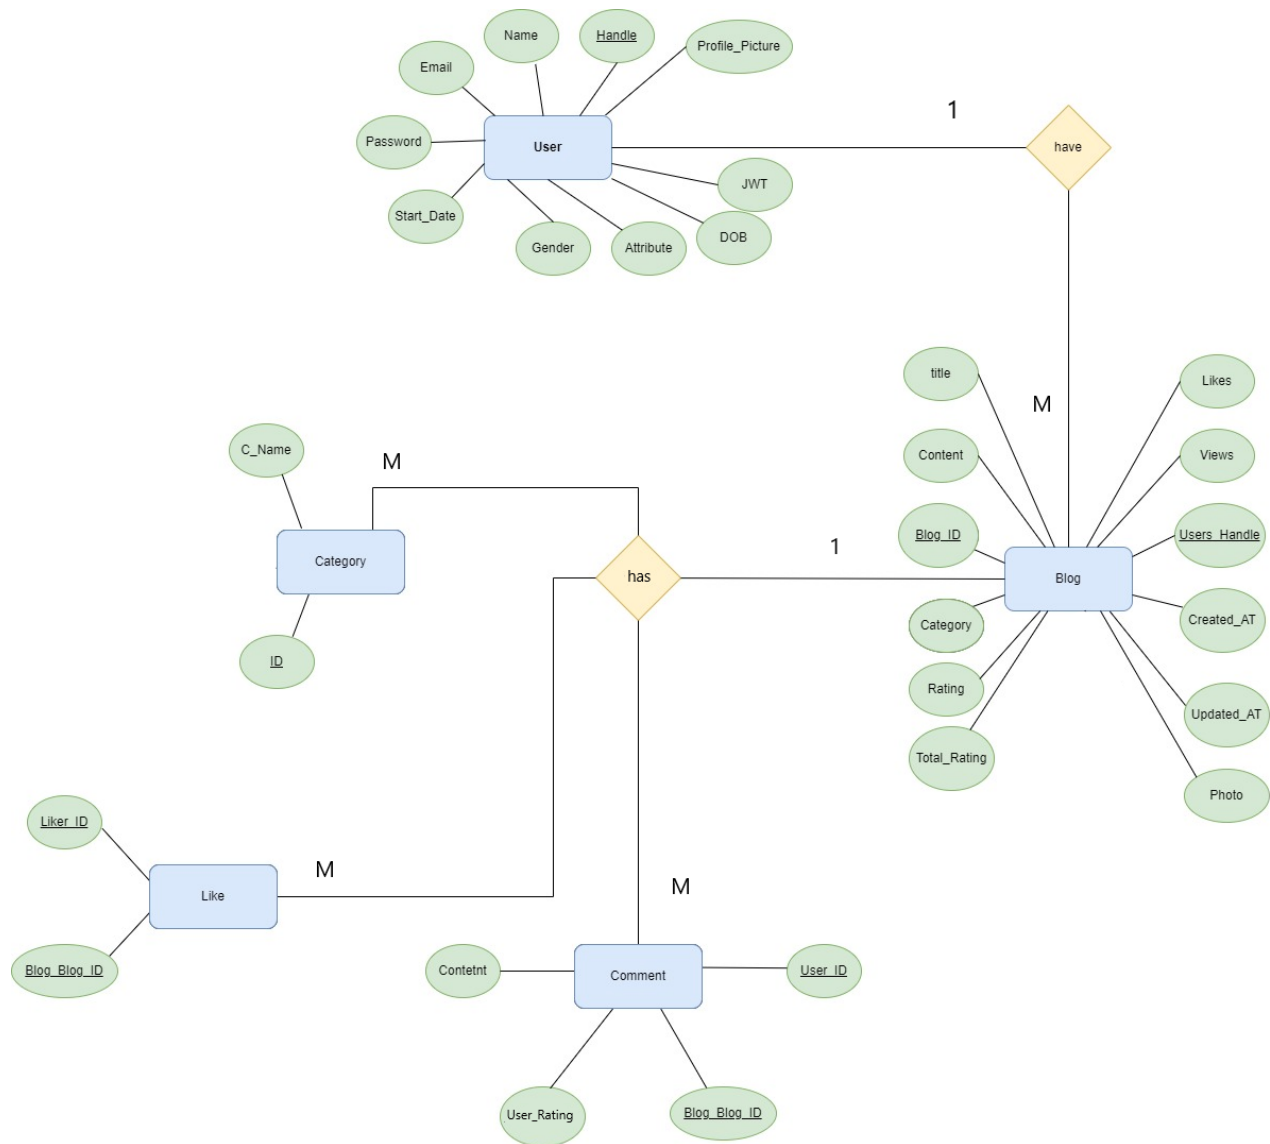 Name
Handle
Profile_Picture
Email
1
Password
User
have
JWT
Start_Date
DOB
Gender
Attribute
title
Likes
M
C_Name
M
Content
Views
Blog_ID
Users_Handle
1
Category
has
Blog
Category
Created_AT
ID
Rating
Updated_AT
Total_Rating
Photo
Liker_ID
M
M
Like
Blog_Blog_ID
Contetnt
Comment
User_ID
User_Rating
Blog_Blog_ID